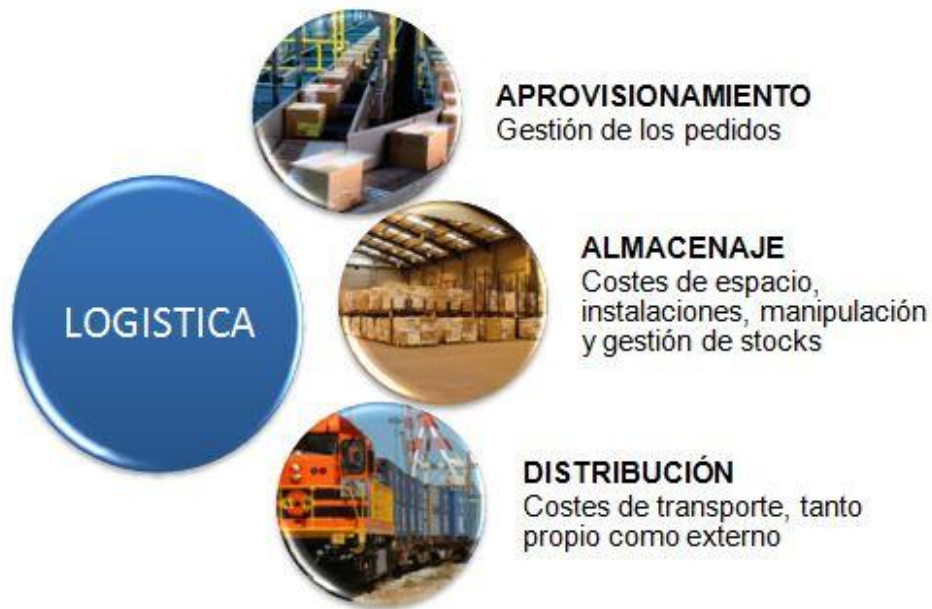 APROVISIONAMIENTO
Gestión de los pedidos
LOGISTICA
ALMACENAJE
Costes de espacio,
instalaciones, manipulación
y gestión de stocks
DISTRIBUCIÓN
Costes de transporte, tanto
propio como externo